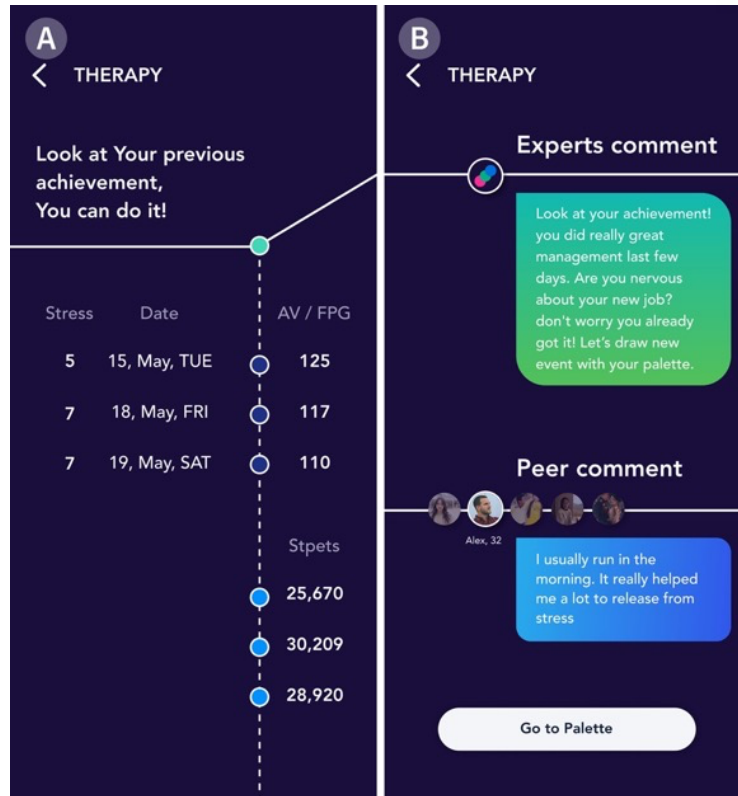 A
THERAPY
Look at Your previous
achievement,
You can do it!
Stress Date AV / FPG
5 15, May, TUE 125
7 18, May, FRI 117
7 19, May, SAT 110
Stpets
25,670
30,209
28,920
B
THERAPY
Experts comment
Look at your achievement!
you did really great
management last few
days. Are you nervous
about your new job?
don't worry you already
got it! Let's draw new
event with your palette.
Peer comment
Alex, 32
I usually run in the
morning. It really helped
me a lot to release from
stress
Go to Palette